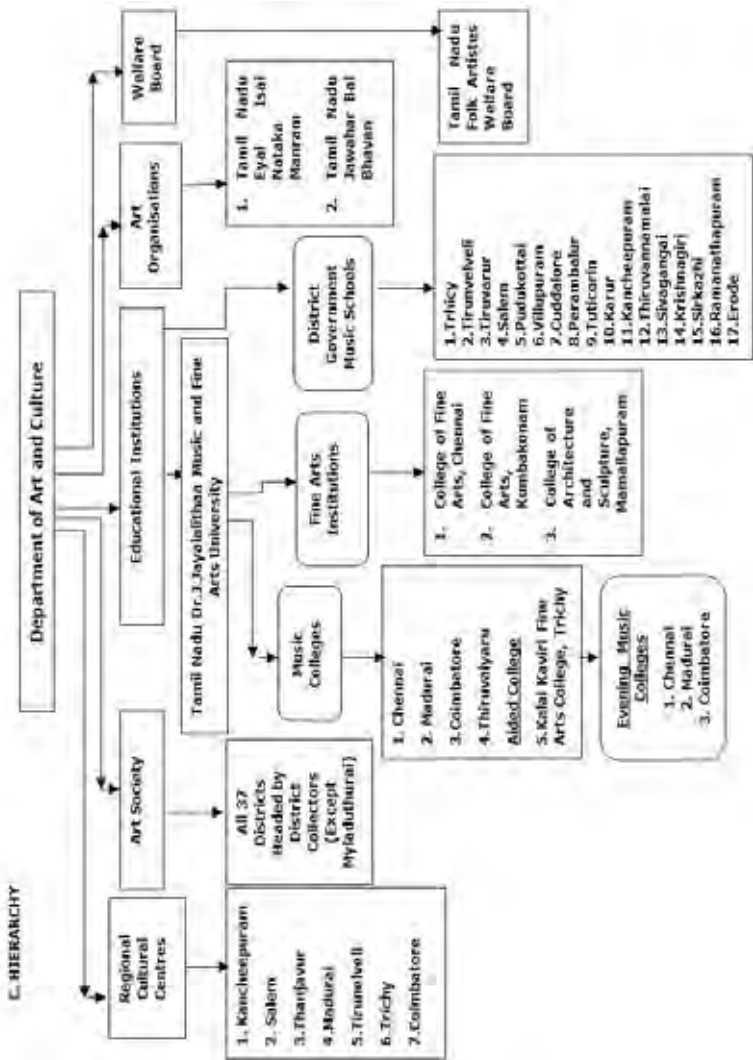 C. HIERARCHY
Department of Art and Culture
Regional
Cultural
Centres
Art Society
Educational Institutions
Art
Organisations
Welfare
Board
1. Kancheepuram
2. Salem
3.Thanjavur
4.Madurai
5.Tirunelveli
6.Trichy
7.Coimbatore
All 37
Districts
Headed by
District
Collectors
(Except
Myladuthurai)
Tamil Nadu Dr.J.Jayalalithaa Music and Fine
Arts University
Music
Colleges
Fine Arts
Institutions
District
Government
Music Schools
1. Tamil Nadu
Eyal Isai
Nataka
Manram
2. Tamil Nadu
Jawahar Bal
Bhavan
Tamil Nadu
Folk Artistes
Welfare
Board
1. Chennai
2. Madurai
3.Coimbatore
4.Thiruvaiyaru
Aided College
5.Kalai Kaviri Fine
Arts College, Trichy
1. College of Fine
Arts, Chennai
2. College of Fine
Arts,
Kumbakonam
3. College of
Architecture
and
Sculpture,
Mamallapuram
1.Trhicy
2.Tirunvelveli
3.Tiruvarur
4.Salem
5.Pudukottai
6.Villupuram
7.Cuddalore
8.Perambalur
9.Tuticorin
10.Karur
11.Kancheepuram
12.Thiruvannamalai
13.Sivagangai
14.Krishnagiri
15.Sirkazhi
16.Ramanathapuram
17.Erode
Evening Music
Colleges
1. Chennai
2. Madurai
3. Coimbatore